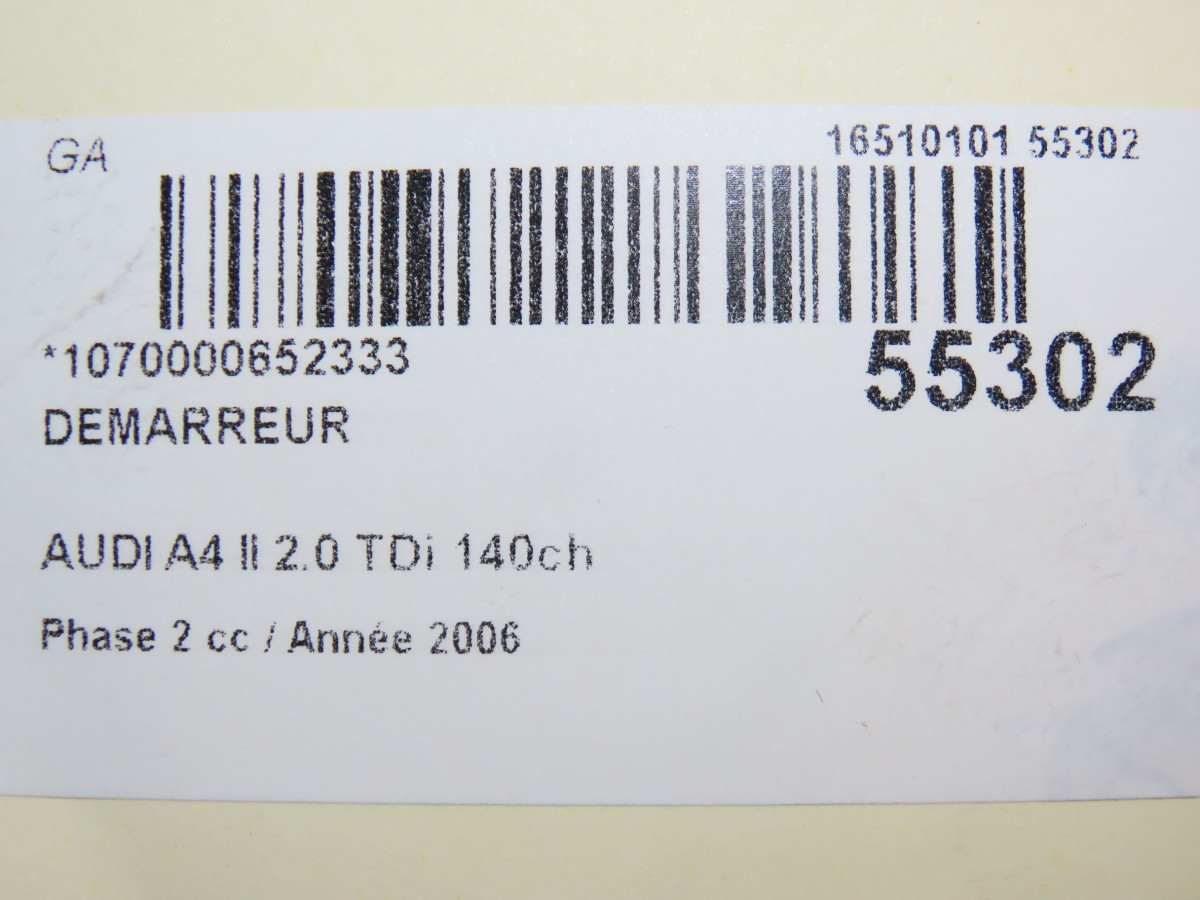 GA
16510101 55302
*1070000652333
55302
DEMARREUR
AUDI A4 II 2.0 TDi 140ch
Phase 2 cc / Année 2006